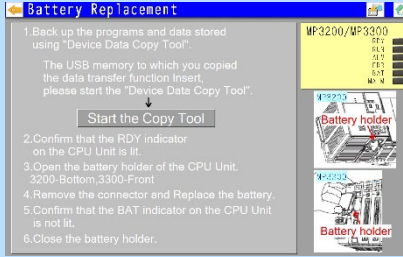 Battery Replacement
1.Back up the programs and data stored
using "Device Data Copy Tool".
The USB memory to which you copied
the data transfer function Insert,
please start the "Device Data Copy Tool".
Start the Copy Tool
2.Confirm that the RDY indicator
on the CPU Unit is lit.
3.Open the battery holder of the CPU Unit.
3200-Bottom,3300-Front
4.Remove the connector and Replace the battery.
5.Confirm that the BAT indicator on the CPU Unit
is not lit.
6.Close the battery holder.
MP3200/MP3300
RDY
RUN
ALM
ERR
BAT
MP3200
Battery holder
MP3300
Battery holder